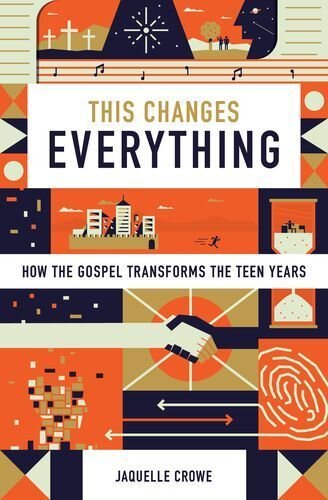 THIS CHANGES
EVERYTHING
HOW THE GOSPEL TRANSFORMS THE TEEN YEARS
JAQUELLE CROWE